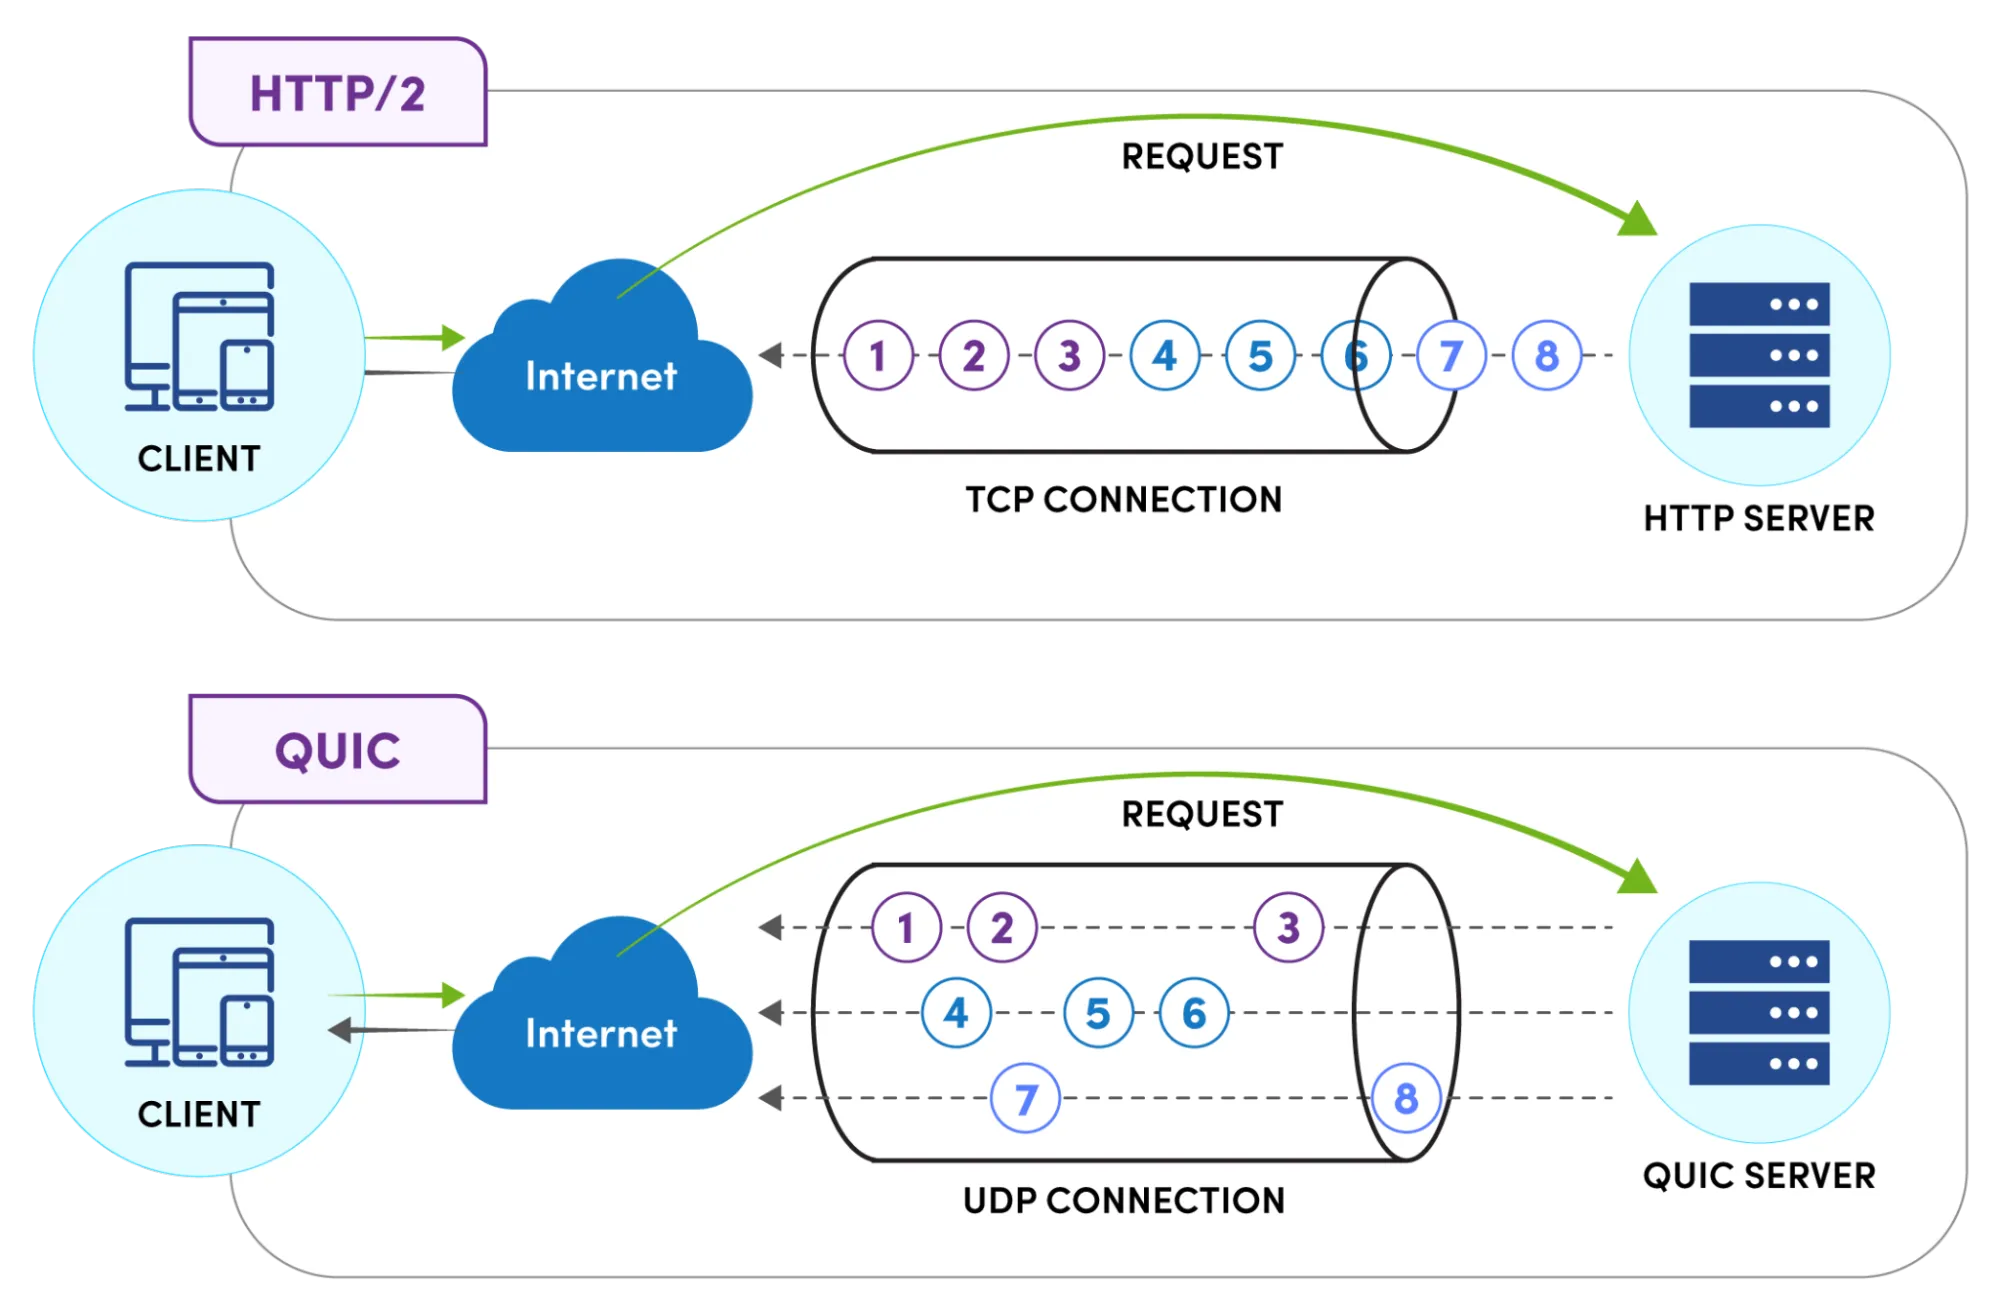 HTTP/2
REQUEST
Internet
1 2 3 4 5 6 7 8
CLIENT
TCP CONNECTION
HTTP SERVER
QUIC
REQUEST
1 2 3
4 5 6
Internet
7 8
CLIENT
UDP CONNECTION
QUIC SERVER